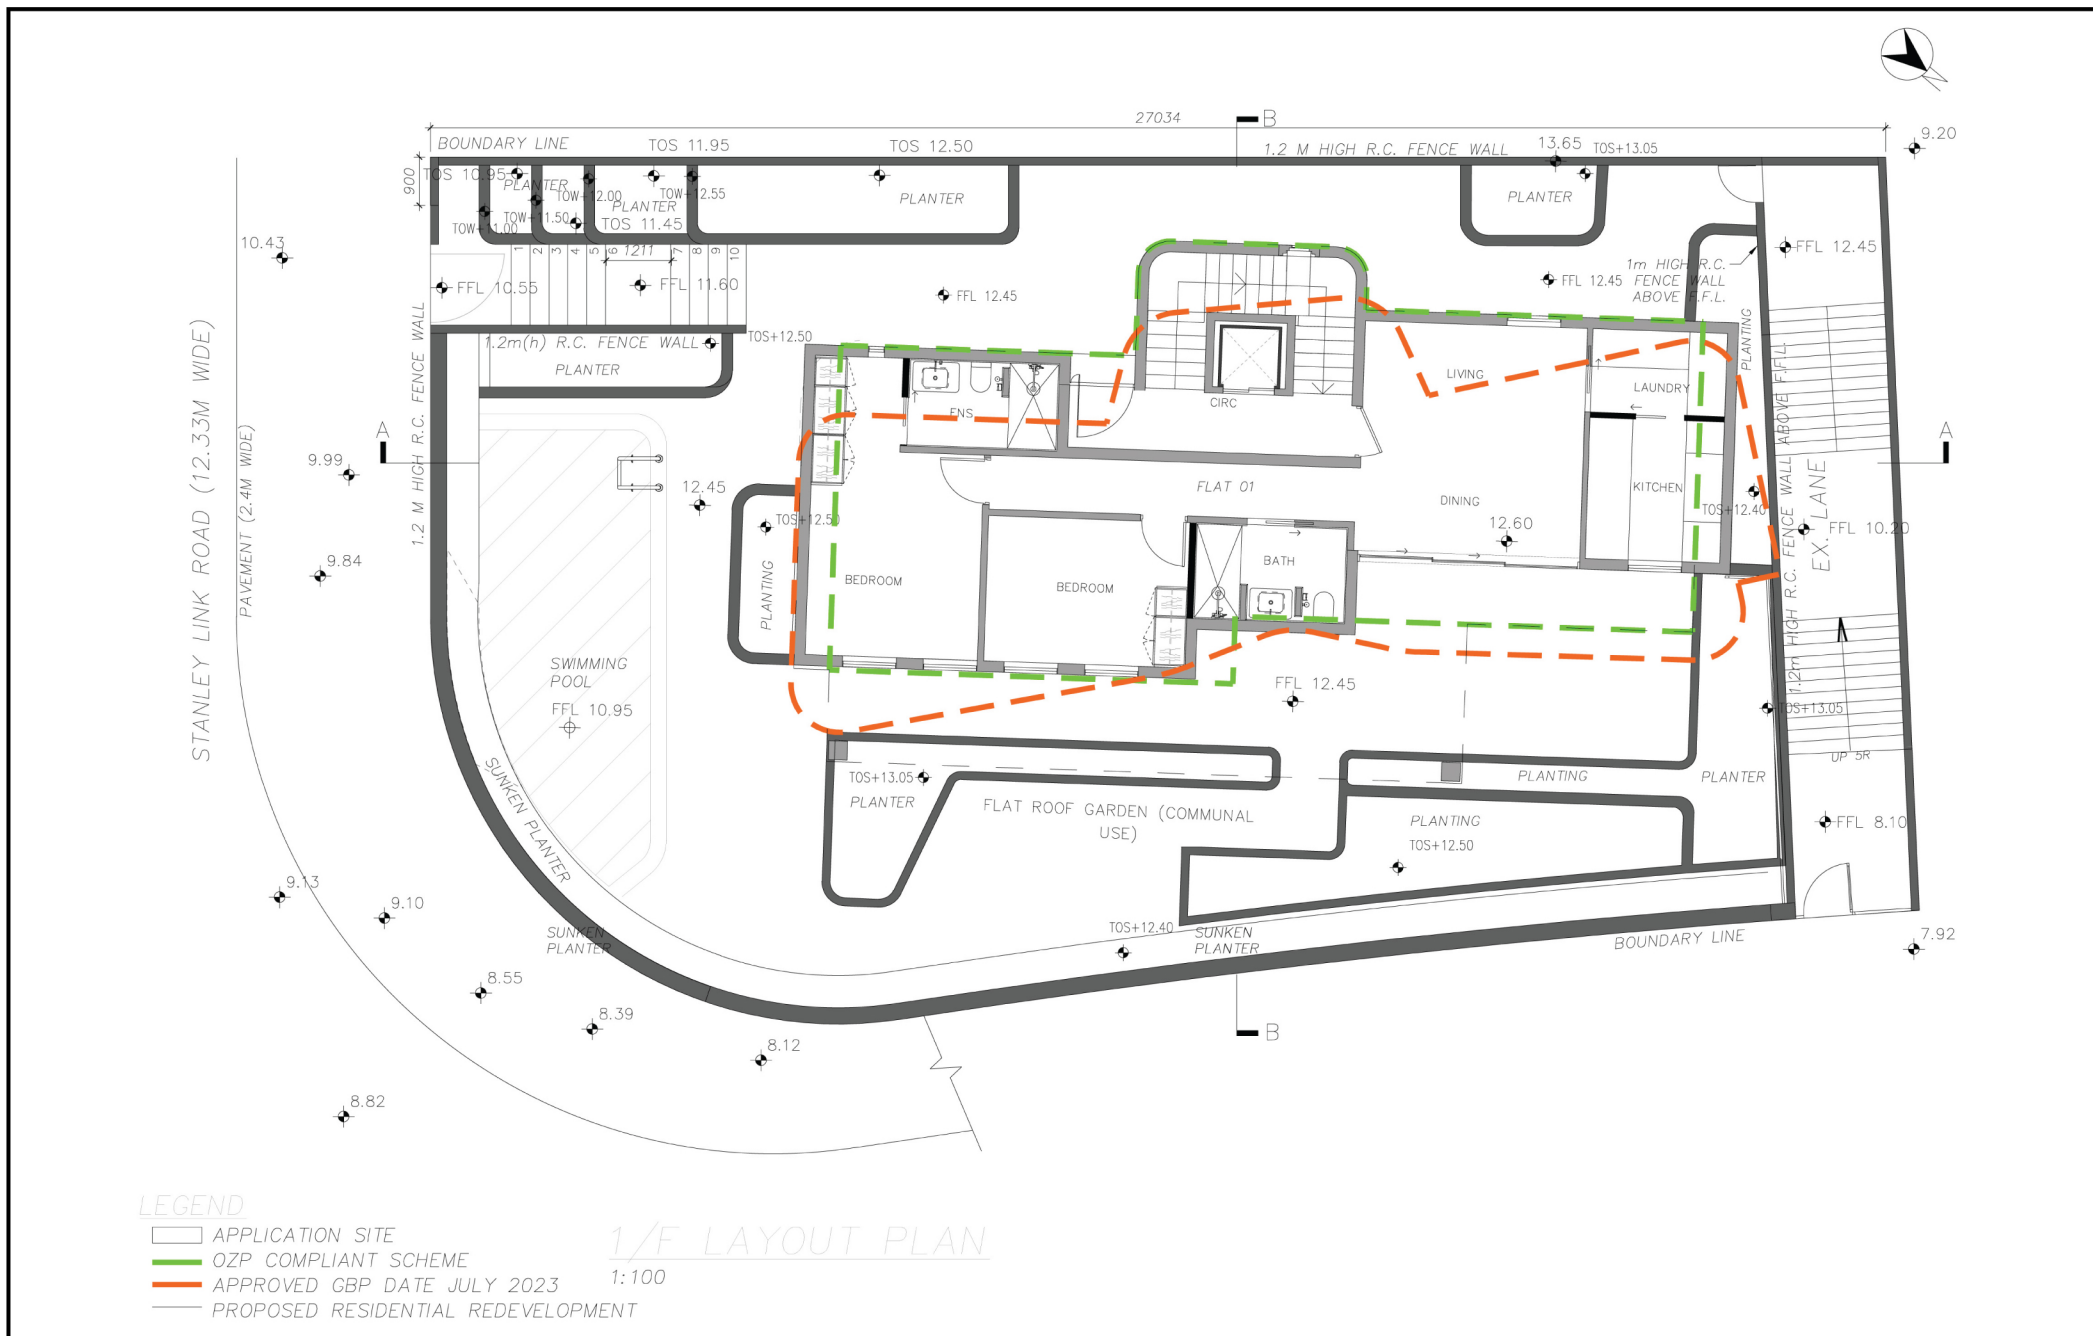 27034
B
BOUNDARY LINE
TOS 11.95
TOS 12.50
1.2 M HIGH R.C. FENCE WALL
13.65
TOS+13.05
9.20
900
TOS 10.95
PLANTER
TOW+12.00
TOW+12.55
PLANTER
PLANTER
PLANTER
TOW+11.50
TOS 11.45
TOW+11.00
10.43
1 2 3 4 5 6 7 8 9 10
1211
FFL 12.45
1m HIGH R.C.
FENCE WALL
ABOVE F.F.L.
FFL 10.55
FFL 11.60
FFL 12.45
FFL 12.45
1.2m(h) R.C. FENCE WALL
TOS+12.50
PLANTER
PLANTING
STANLEY LINK ROAD (12.33M WIDE)
PAVEMENT (2.4M WIDE)
1.2 M HIGH R.C. FENCE WALL
LIVING
LAUNDRY
ENS
CIRC
A
A
9.99
FLAT 01
KITCHEN
DINING
12.45
TOS+12.50
TOS+12.40
12.60
FFL 10.20
EX. LANE
1.2m HIGH R.C. FENCE WALL ABOVE F.F.L.
9.84
PLANTING
BEDROOM
BEDROOM
BATH
SWIMMING
POOL
FFL 10.95
FFL 12.45
TOS+13.05
UP 5R
SUNKEN PLANTER
TOS+13.05
PLANTER
FLAT ROOF GARDEN (COMMUNAL
USE)
PLANTING
PLANTER
PLANTING
TOS+12.50
FFL 8.10
9.13
9.10
SUNKEN
PLANTER
TOS+12.40
SUNKEN
PLANTER
BOUNDARY LINE
7.92
8.55
8.39
8.12
B
8.82
LEGEND
APPLICATION SITE
OZP COMPLIANT SCHEME
APPROVED GBP DATE JULY 2023
PROPOSED RESIDENTIAL REDEVELOPMENT
1/F LAYOUT PLAN
1:100